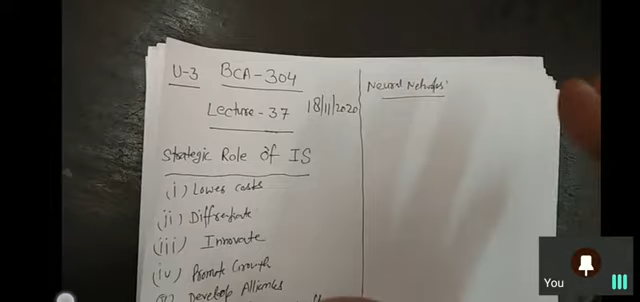 U-3 BCA-304
Lecture-37 18/11/2020
Strategic Role of IS
(i) Lower costs
(ii) Diffrentiate
(iii) Innovate
(iv) Promote Growth
(v) Develop Alliances
Neural Networks:
You